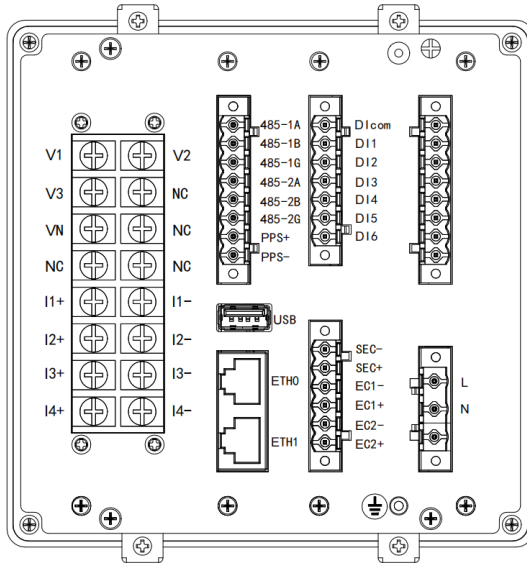 V1 V2
V3 NC
VN NC
NC NC
I1+ I1-
I2+ I2-
I3+ I3-
I4+ I4-
485-1A
485-1B
485-1G
485-2A
485-2B
485-2G
PPS+
PPS-
USB
ETH0
ETH1
DIcom
DI1
DI2
DI3
DI4
DI5
DI6
SEC-
SEC+
EC1-
EC1+
EC2-
EC2+
L
N